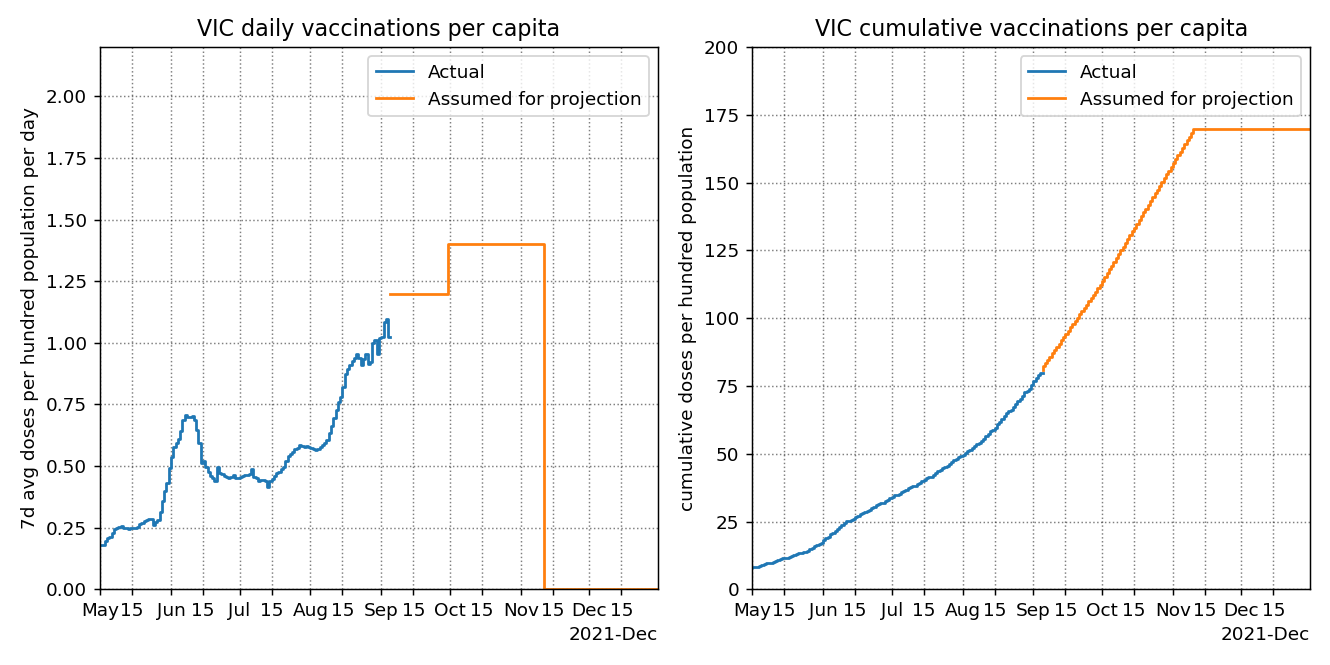 VIC daily vaccinations per capita
7d avg doses per hundred population per day
2.00
1.75
1.50
1.25
1.00
0.75
0.50
0.25
0.00
Actual
Assumed for projection
May 15 Jun 15 Jul 15 Aug 15 Sep 15 Oct 15 Nov 15 Dec 15
2021-Dec
VIC cumulative vaccinations per capita
cumulative doses per hundred population
200
175
150
125
100
75
50
25
0
Actual
Assumed for projection
May 15 Jun 15 Jul 15 Aug 15 Sep 15 Oct 15 Nov 15 Dec 15
2021-Dec